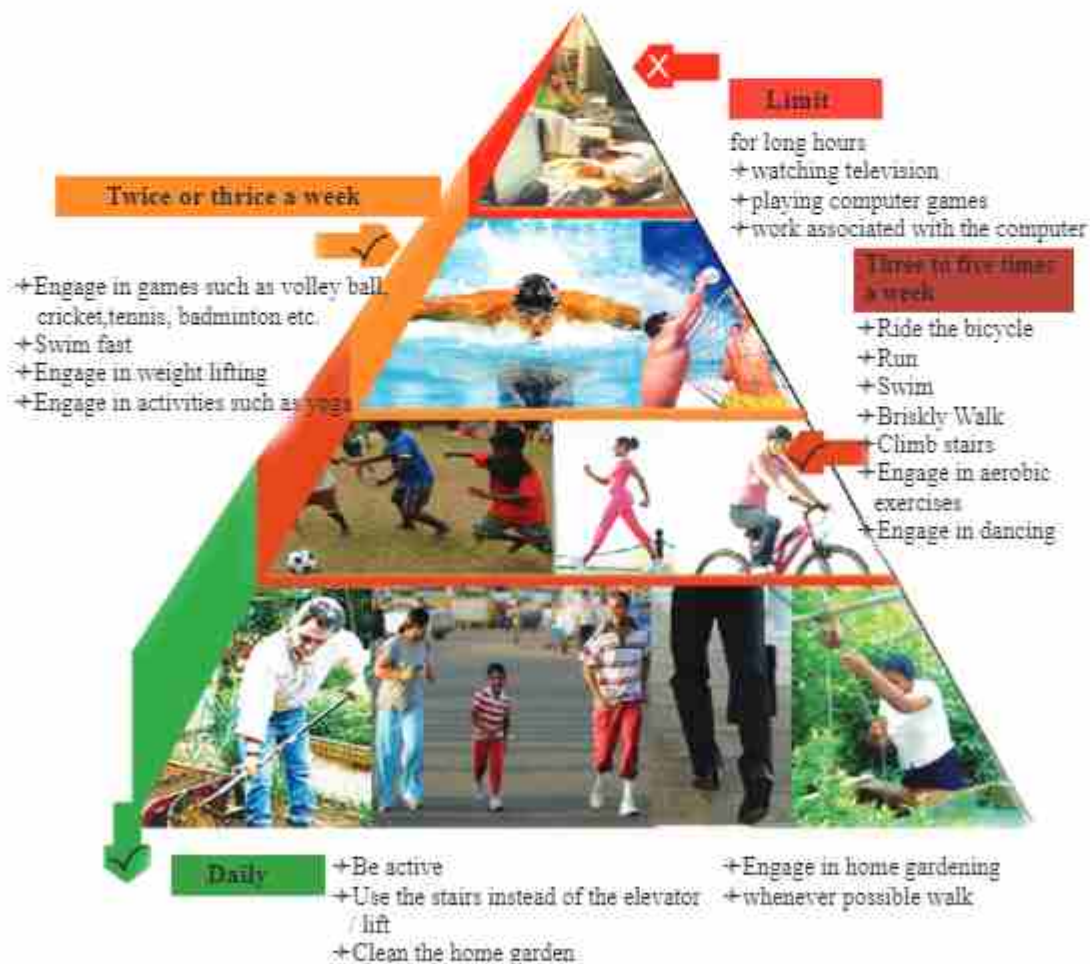 Limit
for long hours
+watching television
+playing computer games
+work associated with the computer
Twice or thrice a week
+Engage in games such as volley ball,
cricket,tennis, badminton etc.
+Swim fast
+Engage in weight lifting
+Engage in activities such as yoga
Three to five times
a week
+Ride the bicycle
+Run
+Swim
+Briskly Walk
+Climb stairs
+Engage in aerobic
exercises
+Engage in dancing
Daily
+Be active
+Use the stairs instead of the elevator
/ lift
+Clean the home garden
+Engage in home gardening
+whenever possible walk